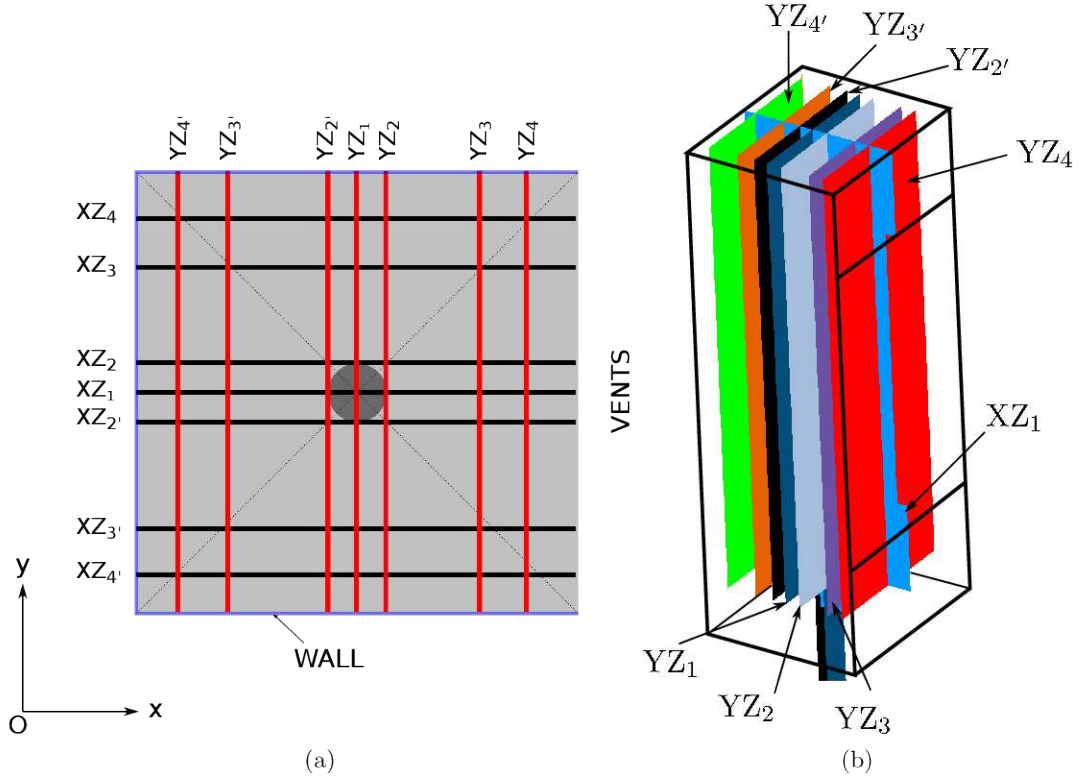 YZ4' YZ3' YZ2' YZ1 YZ2 YZ3 YZ4
XZ4
XZ3
XZ2
XZ1
XZ2'
XZ3'
XZ4'
y
O
x
WALL
VENTS
(a)
YZ4'
YZ3'
YZ2'
YZ4
XZ1
YZ1
YZ2
YZ3
(b)